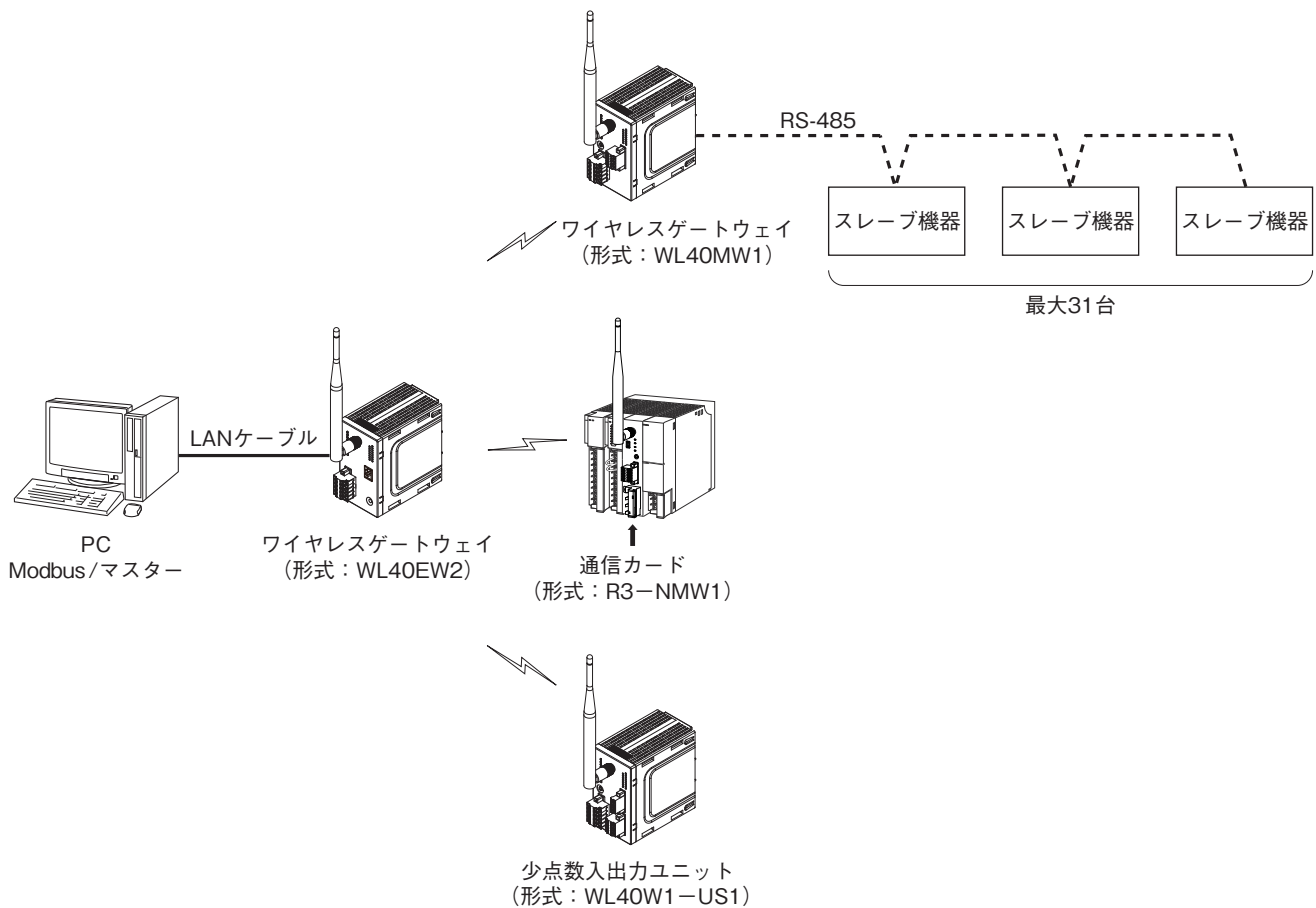 RS-485
スレーブ機器
スレーブ機器
スレーブ機器
ワイヤレスゲートウェイ
（形式：WL40MW1）
最大31台
LANケーブル
PC
Modbus/マスター
ワイヤレスゲートウェイ
（形式：WL40EW2）
通信カード
（形式：R3－NMW1）
少点数入出力ユニット
（形式：WL40W1－US1）